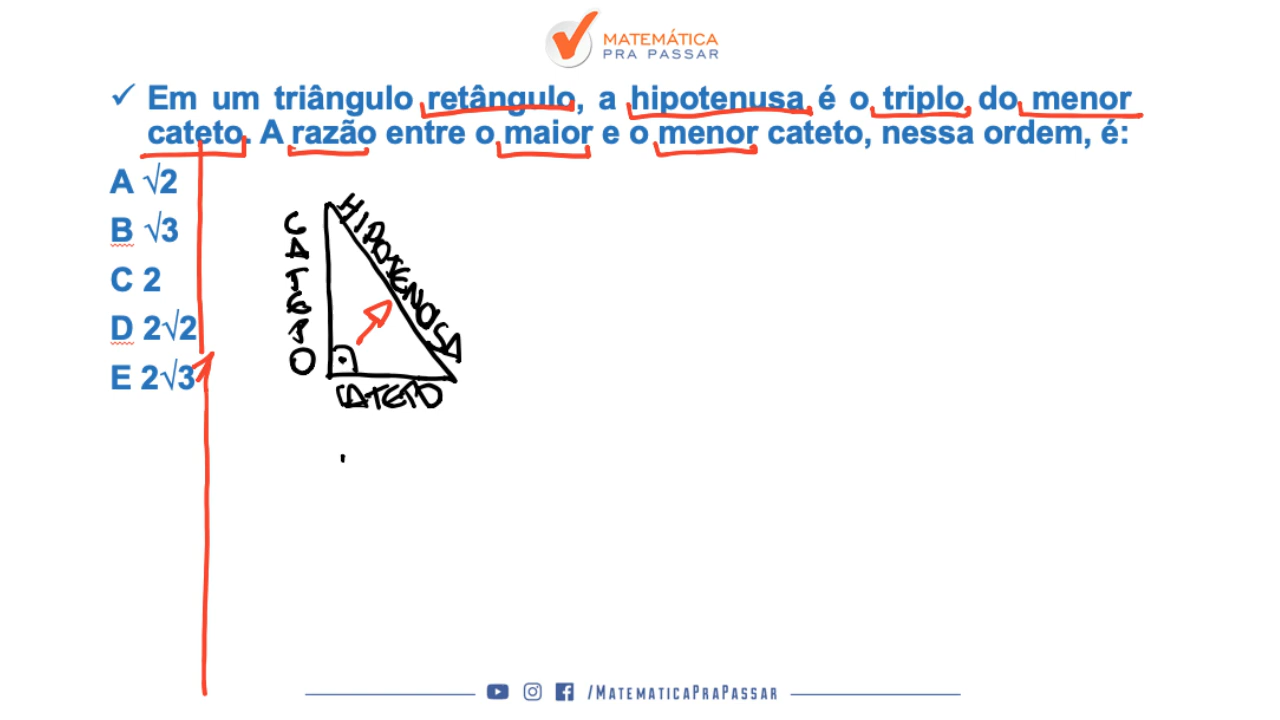 MATEMÁTICA
PRA PASSAR
✓ Em um triângulo retângulo, a hipotenusa é o triplo do menor
cateto. A razão entre o maior e o menor cateto, nessa ordem, é:
A √2
B √3
C 2
D 2√2
E 2√3
CATETO
HIPOTENUSA
CATETO
/MatematicaPraPassar